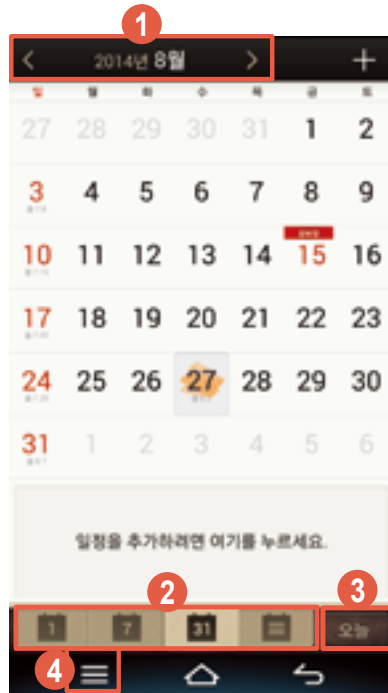 1
2014년 8월
일 월 화 수 목 금 토
27 28 29 30 31 1 2
3 4 5 6 7 8 9
10 11 12 13 14 15 16
17 18 19 20 21 22 23
24 25 26 27 28 29 30
31 1 2 3 4 5 6
일정을 추가하려면 여기를 누르세요.
2 3
1 7 31 오늘
4